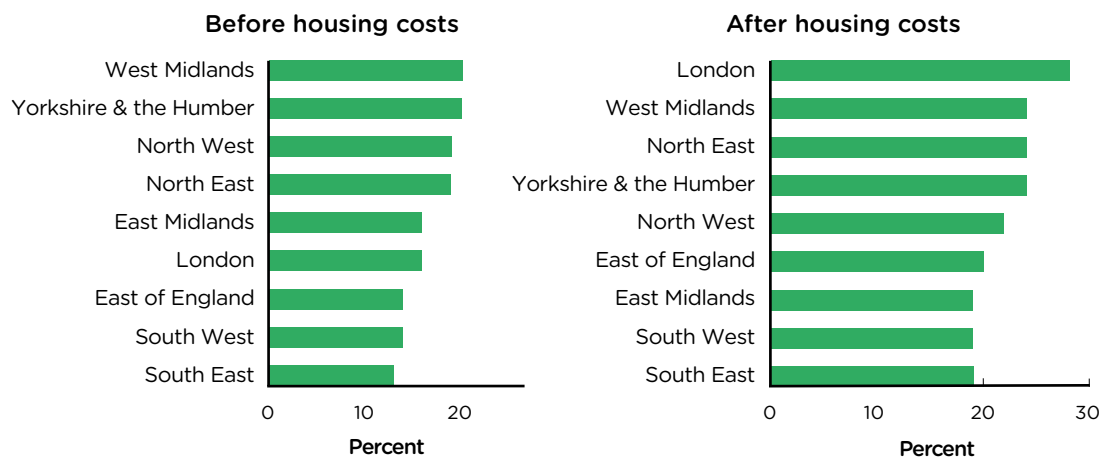 Before housing costs
West Midlands
Yorkshire & the Humber
North West
North East
East Midlands
London
East of England
South West
South East
0 10 20
Percent
After housing costs
London
West Midlands
North East
Yorkshire & the Humber
North West
East of England
East Midlands
South West
South East
0 10 20 30
Percent